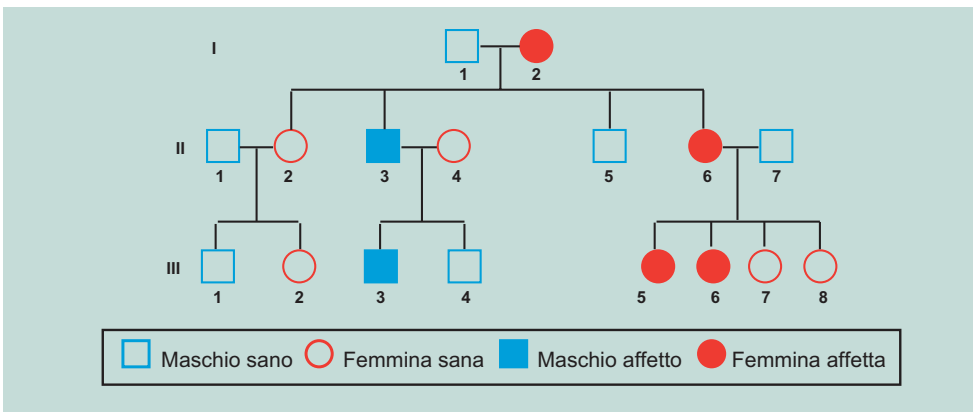 I
1 2
II
1 2 3 4 5 6 7
III
1 2 3 4 5 6 7 8
Maschio sano Femmina sana Maschio affetto Femmina affetta